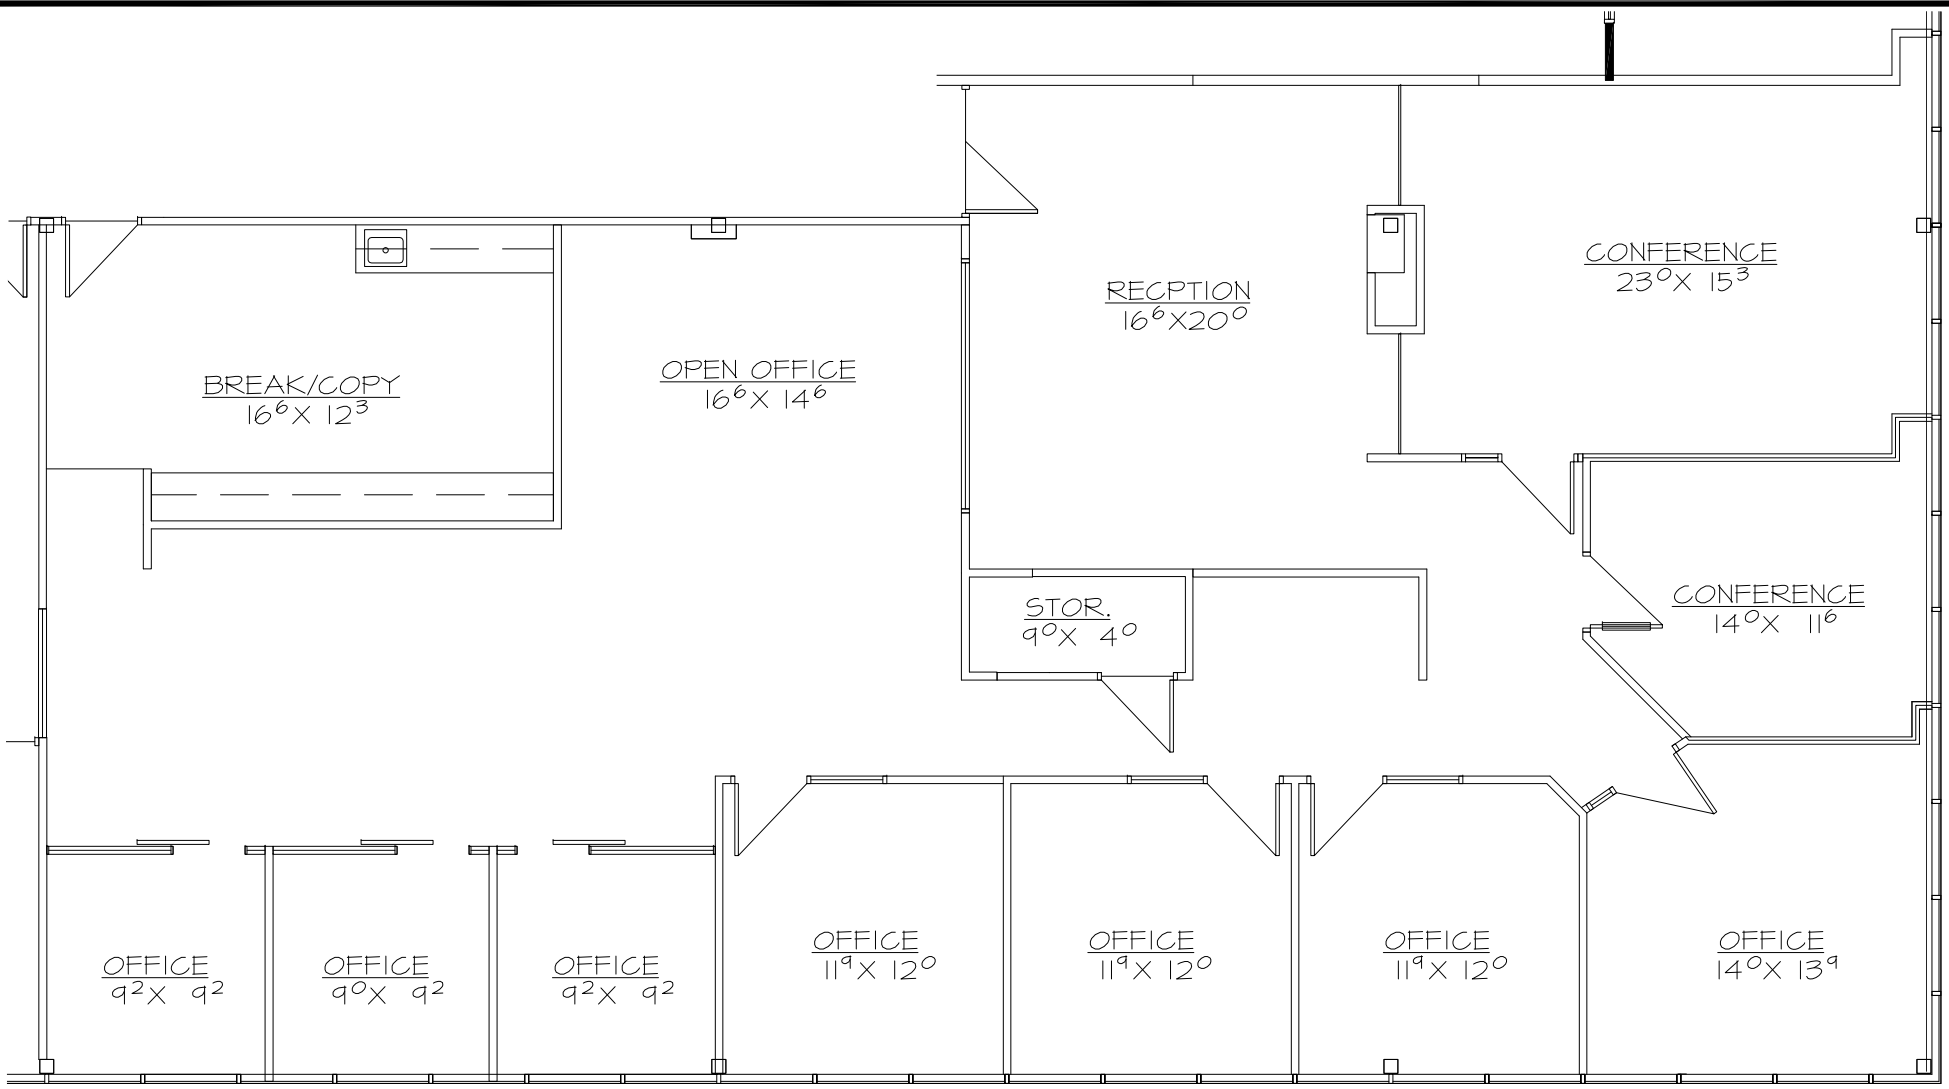 CONFERENCE
23⁰X 15³
RECPTION
16⁶X20⁰
OPEN OFFICE
16⁶X 14⁶
BREAK/COPY
16⁶X 12³
CONFERENCE
14⁰X 11⁶
STOR.
9⁰X 4⁰
OFFICE
9²X 9²
OFFICE
9⁰X 9²
OFFICE
9²X 9²
OFFICE
11⁹X 12⁰
OFFICE
11⁹X 12⁰
OFFICE
11⁹X 12⁰
OFFICE
14⁰X 13⁹